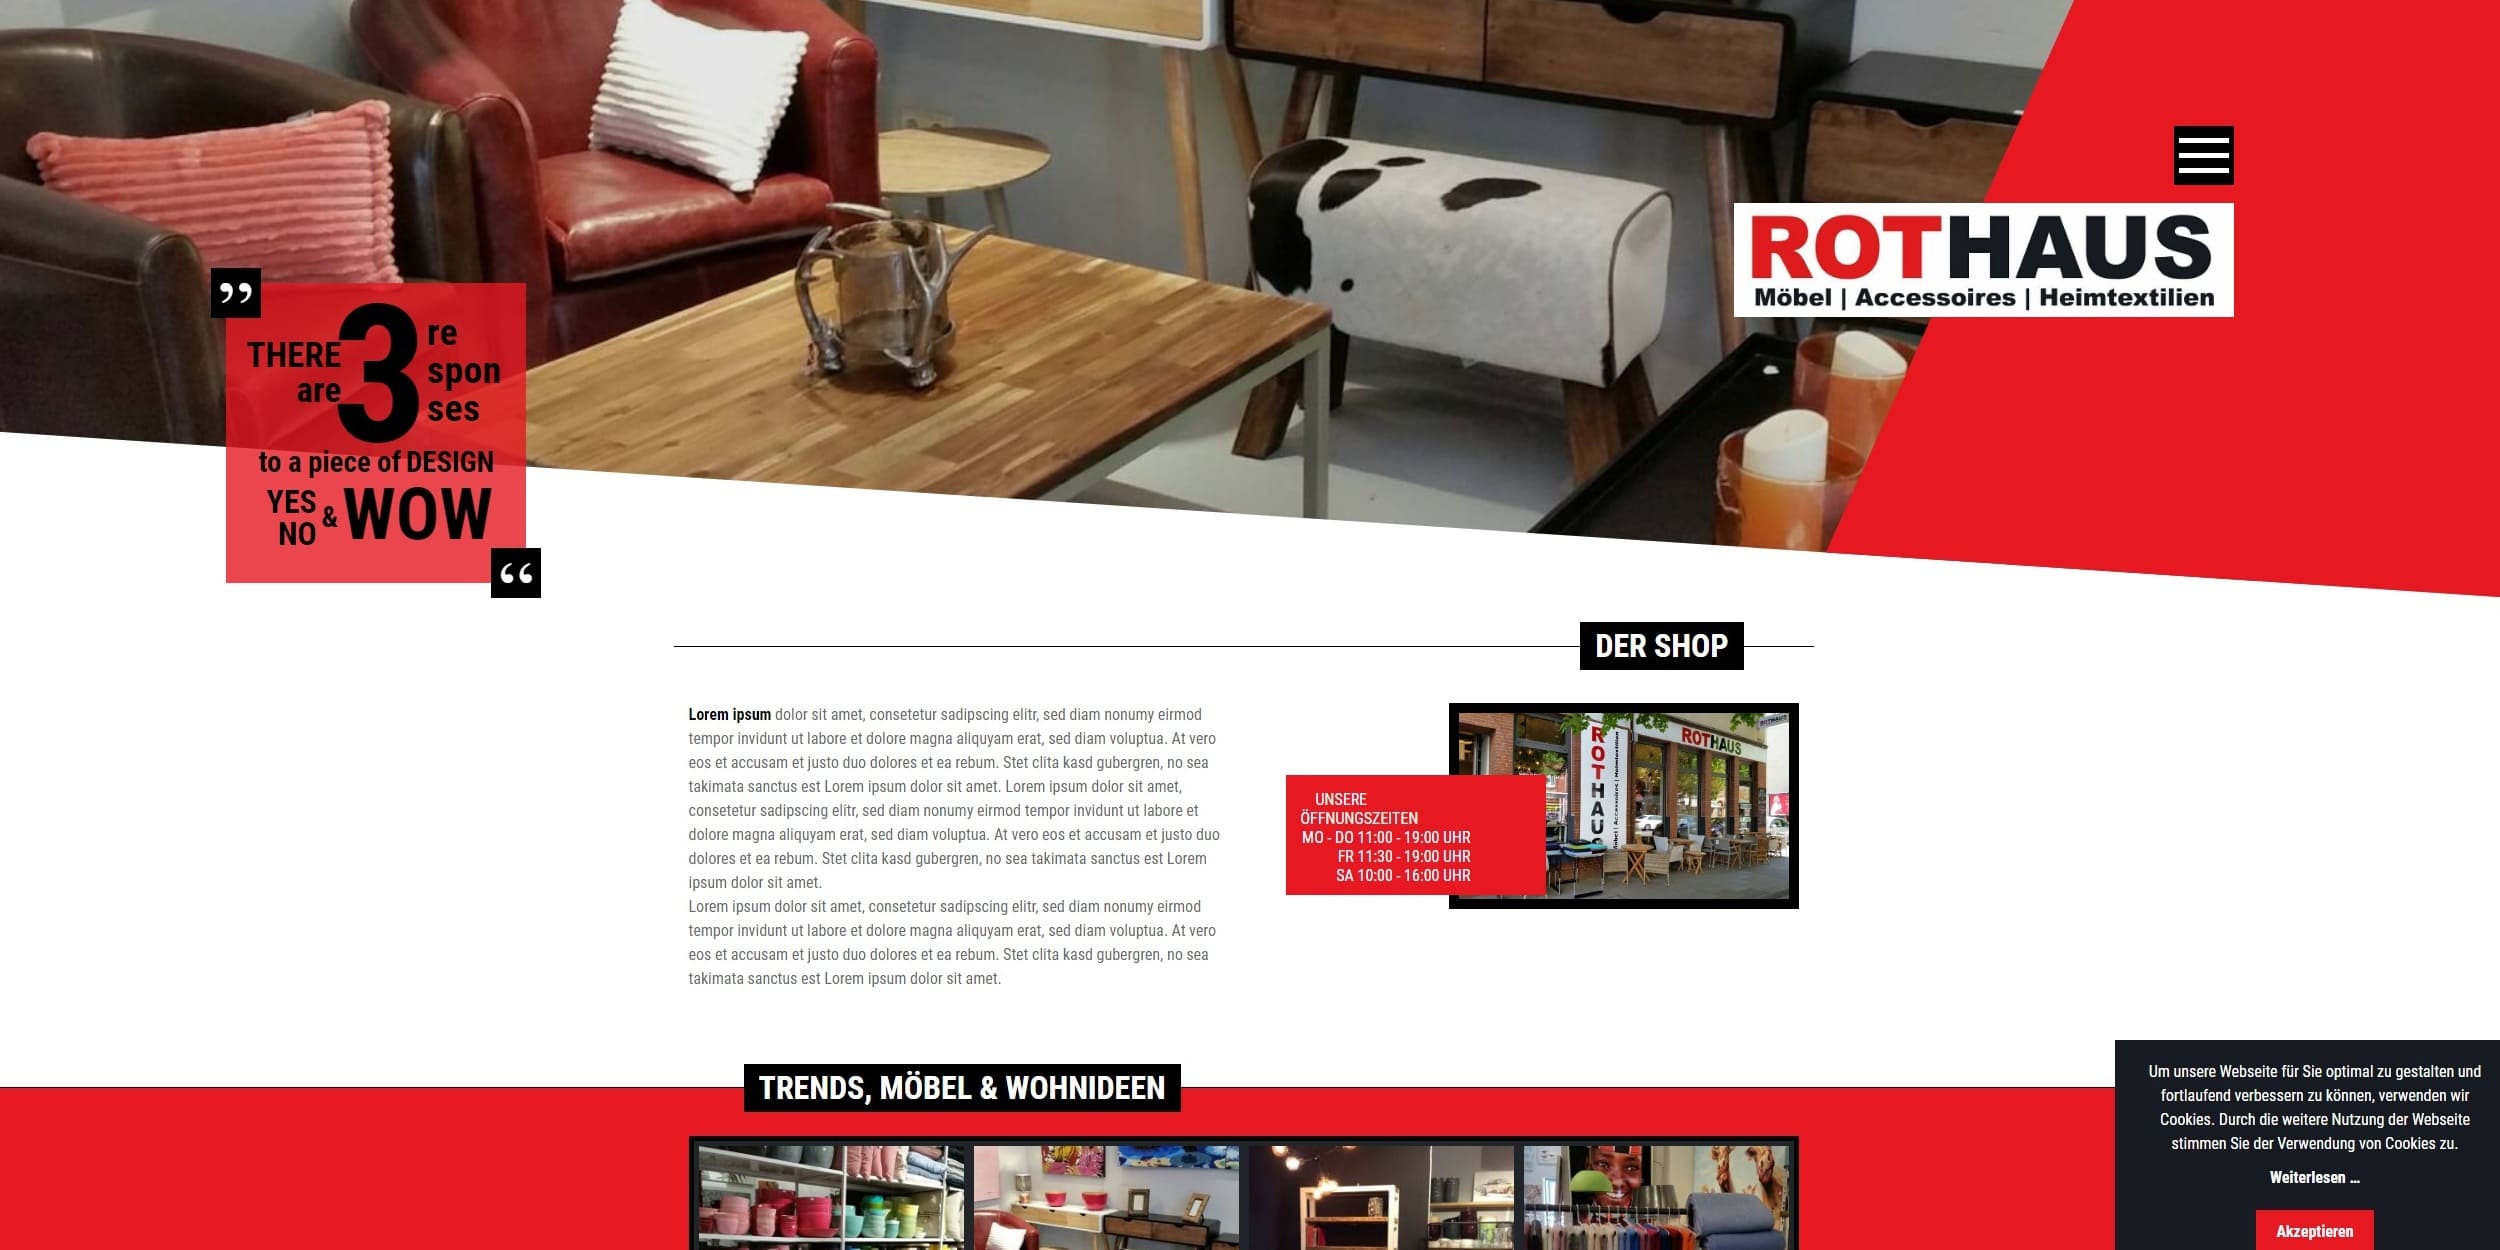 ROTHAUS
Möbel | Accessoires | Heimtextilien
”
THERE
are
3
re
spon
ses
to a piece of DESIGN
YES
NO
& WOW
“
DER SHOP
Lorem ipsum dolor sit amet, consetetur sadipscing elitr, sed diam nonumy eirmod
tempor invidunt ut labore et dolore magna aliquyam erat, sed diam voluptua. At vero
eos et accusam et justo duo dolores et ea rebum. Stet clita kasd gubergren, no sea
takimata sanctus est Lorem ipsum dolor sit amet. Lorem ipsum dolor sit amet,
consetetur sadipscing elitr, sed diam nonumy eirmod tempor invidunt ut labore et
dolore magna aliquyam erat, sed diam voluptua. At vero eos et accusam et justo duo
dolores et ea rebum. Stet clita kasd gubergren, no sea takimata sanctus est Lorem
ipsum dolor sit amet.
Lorem ipsum dolor sit amet, consetetur sadipscing elitr, sed diam nonumy eirmod
tempor invidunt ut labore et dolore magna aliquyam erat, sed diam voluptua. At vero
eos et accusam et justo duo dolores et ea rebum. Stet clita kasd gubergren, no sea
takimata sanctus est Lorem ipsum dolor sit amet.
ROTHAUS
ROTHAUS
ROTHAU
Accessoires | Heimtextilien
UNSERE
ÖFFNUNGSZEITEN
MO - DO 11:00 - 19:00 UHR
FR 11:30 - 19:00 UHR
SA 10:00 - 16:00 UHR
TRENDS, MÖBEL & WOHNIDEEN
Um unsere Webseite für Sie optimal zu gestalten und
fortlaufend verbessern zu können, verwenden wir
Cookies. Durch die weitere Nutzung der Webseite
stimmen Sie der Verwendung von Cookies zu.
Weiterlesen …
Akzeptieren